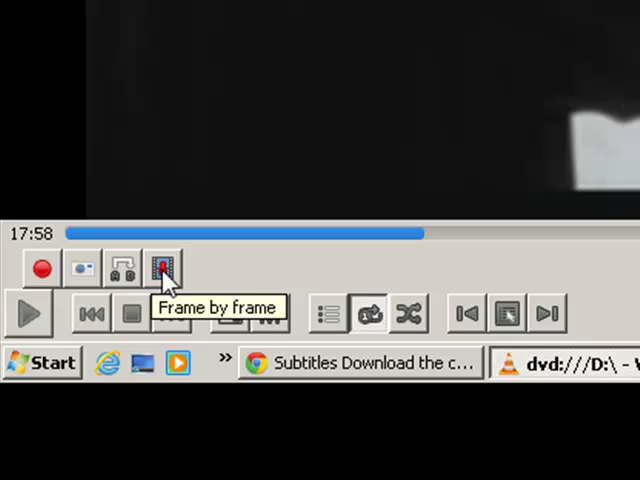 17:58
A B
Frame by frame
Start
»
Subtitles Download the c...
dvd:///D:\ -